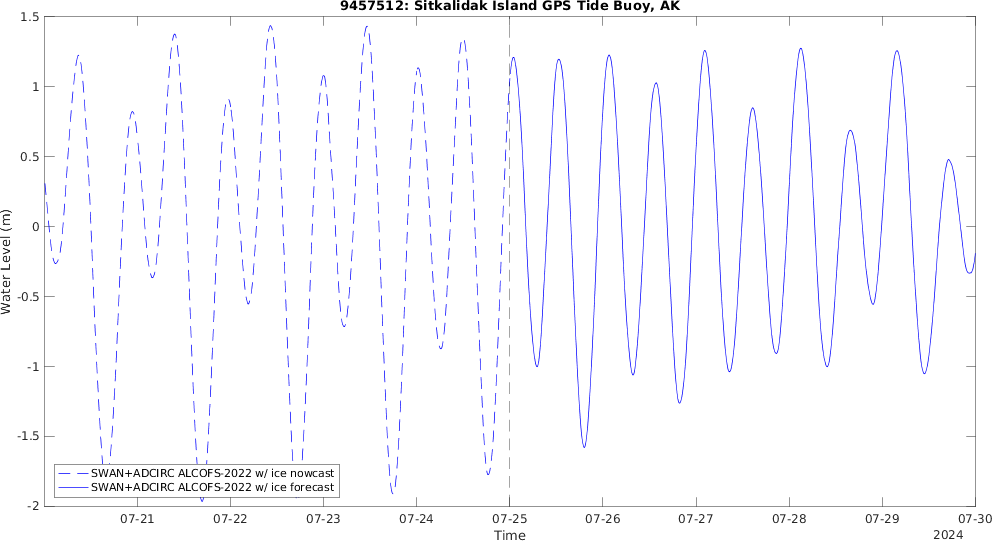 9457512: Sitkalidak Island GPS Tide Buoy, AK
1.5
1
0.5
0
-0.5
-1
-1.5
-2
Water Level (m)
SWAN+ADCIRC ALCOFS-2022 w/ ice nowcast
SWAN+ADCIRC ALCOFS-2022 w/ ice forecast
07-21 07-22 07-23 07-24 07-25 07-26 07-27 07-28 07-29 07-30
Time
2024